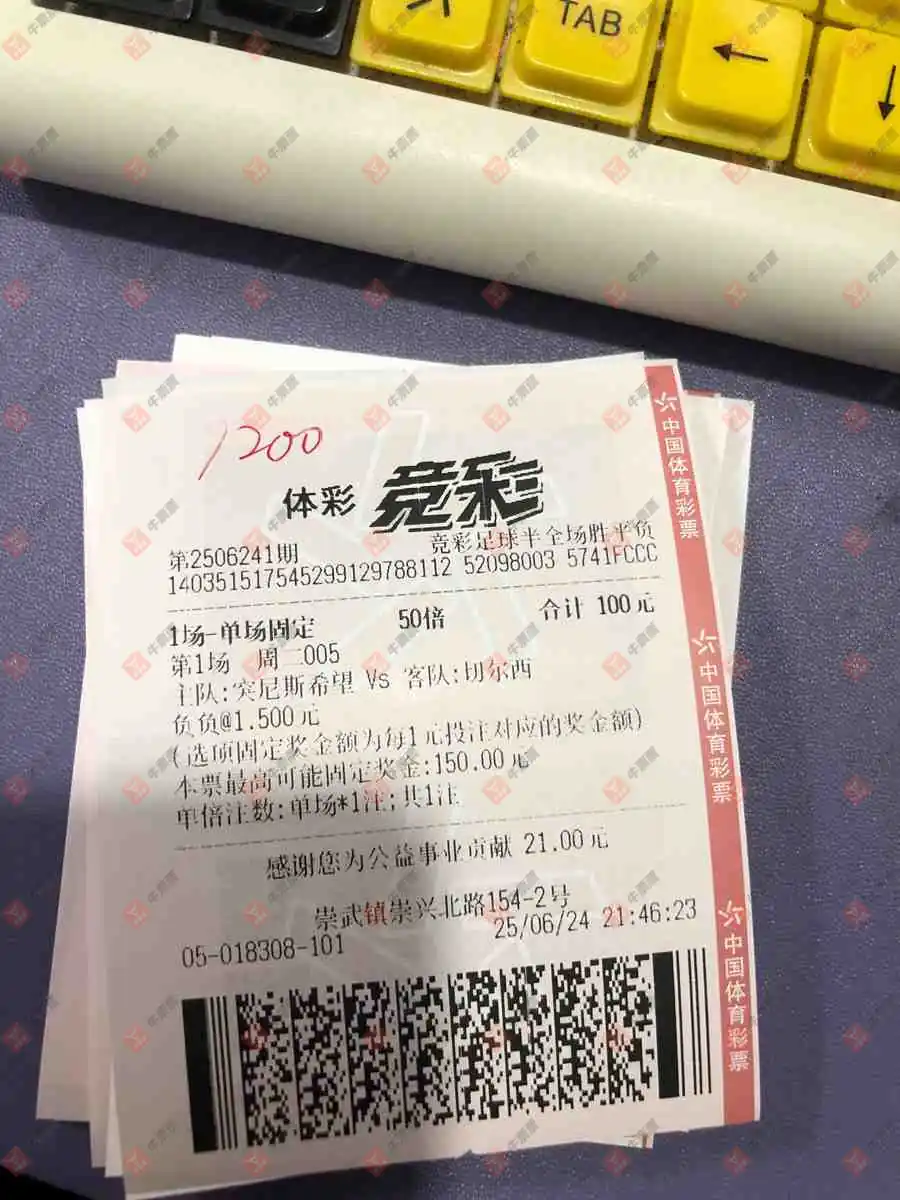 TAB
←
↓
1200
体彩 竞彩
第2506241期 竞彩足球半全场胜平负
140351517545299129788112 52098003 5741FCCC
1场-单场固定 50倍 合计 100元
第1场 周二005
主队:突尼斯希望 Vs 客队:切尔西
负负@1.500元
(选项固定奖金额为每1元投注对应的奖金额)
本票最高可能固定奖金:150.00元
单倍注数:单场*1注;共1注
感谢您为公益事业贡献 21.00元
崇武镇崇兴北路154-2号
05-018308-101 25/06/24 21:46:23
中国体育彩票
中国体育彩票
中国体育彩票
牛票票